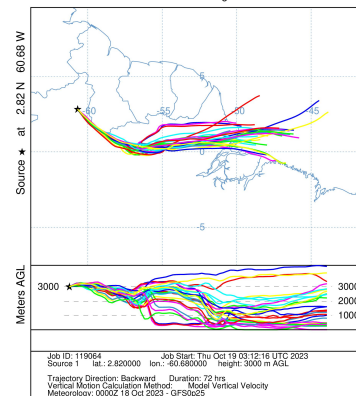 Source ★ at 2.82 N 60.68 W
5
-60
-55
-50
-45
0
-5
Meters AGL
3000
3000
2000
1000
Job ID: 119064 Job Start: Thu Oct 19 03:12:16 UTC 2023
Source 1 lat.: 2.820000 lon.: -60.680000 height: 3000 m AGL
Trajectory Direction: Backward Duration: 72 hrs
Vertical Motion Calculation Method: Model Vertical Velocity
Meteorology: 0000Z 18 Oct 2023 - GFS0p25